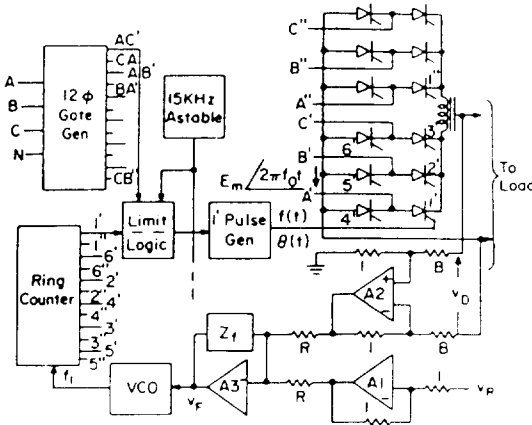 AC'
CA
AB'
BA'
CB'
A
B
C
N
12 ϕ
Gate
Gen
15KHz
Astable
C"
B"
A"
C'
B'
A'
1"
3'
2'
1'
6
5
4
To
Load
E_m /2πf_0t
Limit
Logic
1' Pulse
Gen
f(t)
θ(t)
Ring
Counter
1'
1"
6'
6"
2'
2"
4'
4"
3'
3"
5'
5"
f_1
VCO
v_F
Z_f
A3
R
R
A2
+
−
1
B
1
B
v_D
A1
−
1
1
v_R